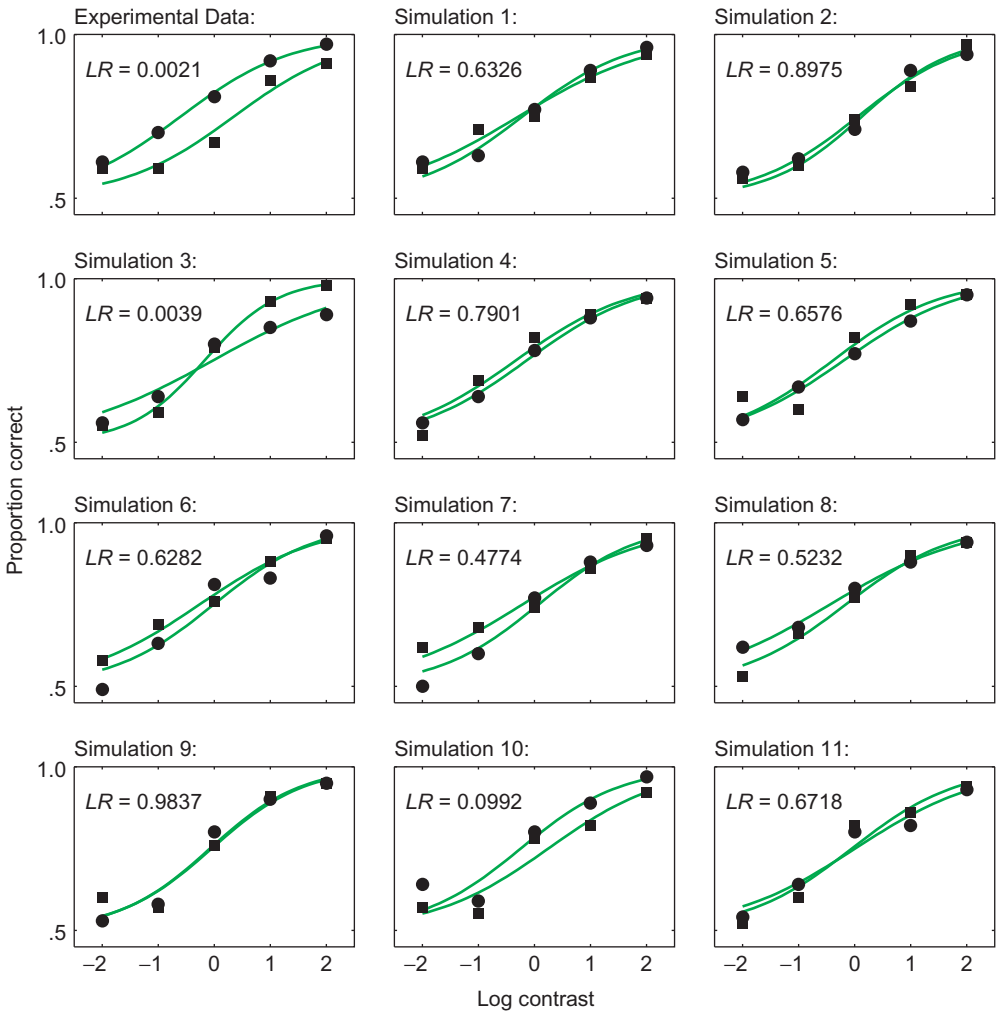 Experimental Data: Simulation 1: Simulation 2:
1.0
LR = 0.0021 LR = 0.6326 LR = 0.8975
.5
Simulation 3: Simulation 4: Simulation 5:
1.0
LR = 0.0039 LR = 0.7901 LR = 0.6576
.5
Proportion correct
Simulation 6: Simulation 7: Simulation 8:
1.0
LR = 0.6282 LR = 0.4774 LR = 0.5232
.5
Simulation 9: Simulation 10: Simulation 11:
1.0
LR = 0.9837 LR = 0.0992 LR = 0.6718
.5
–2 –1 0 1 2 –2 –1 0 1 2 –2 –1 0 1 2
Log contrast